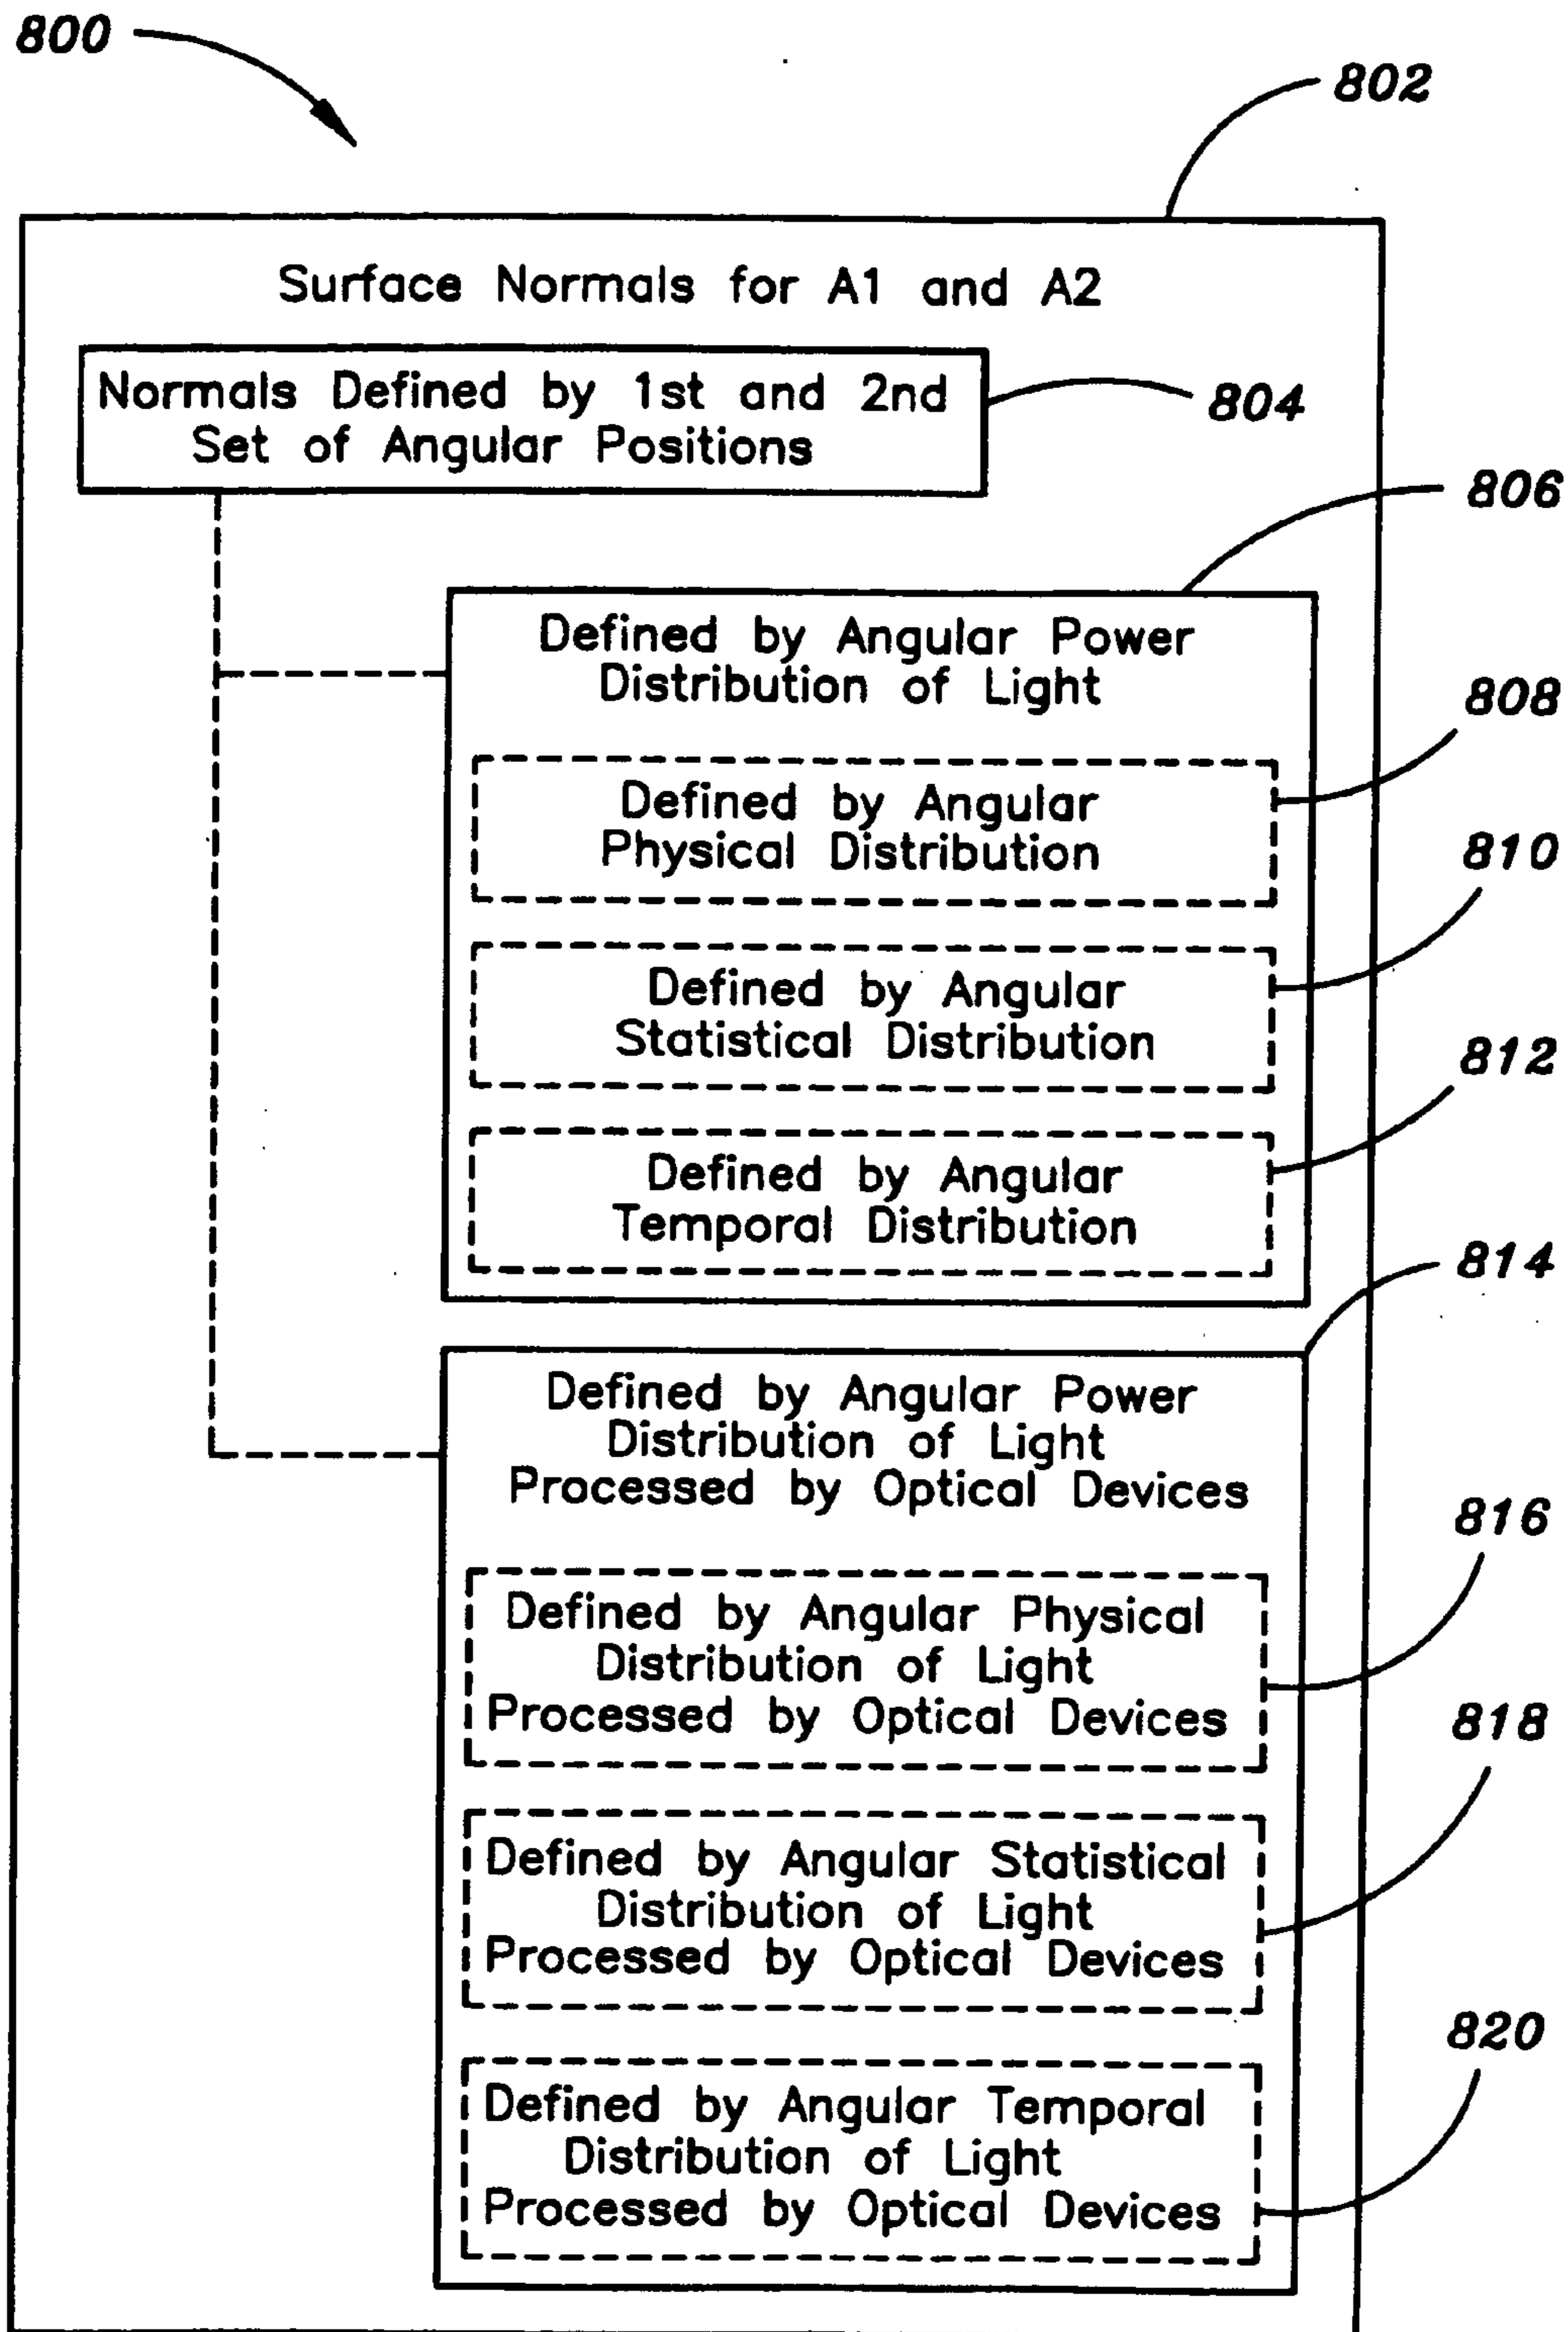 800
802
Surface Normals for A1 and A2
Normals Defined by 1st and 2nd
Set of Angular Positions
804
806
Defined by Angular Power
Distribution of Light
808
Defined by Angular
Physical Distribution
810
Defined by Angular
Statistical Distribution
812
Defined by Angular
Temporal Distribution
814
Defined by Angular Power
Distribution of Light
Processed by Optical Devices
816
Defined by Angular Physical
Distribution of Light
Processed by Optical Devices
818
Defined by Angular Statistical
Distribution of Light
Processed by Optical Devices
820
Defined by Angular Temporal
Distribution of Light
Processed by Optical Devices